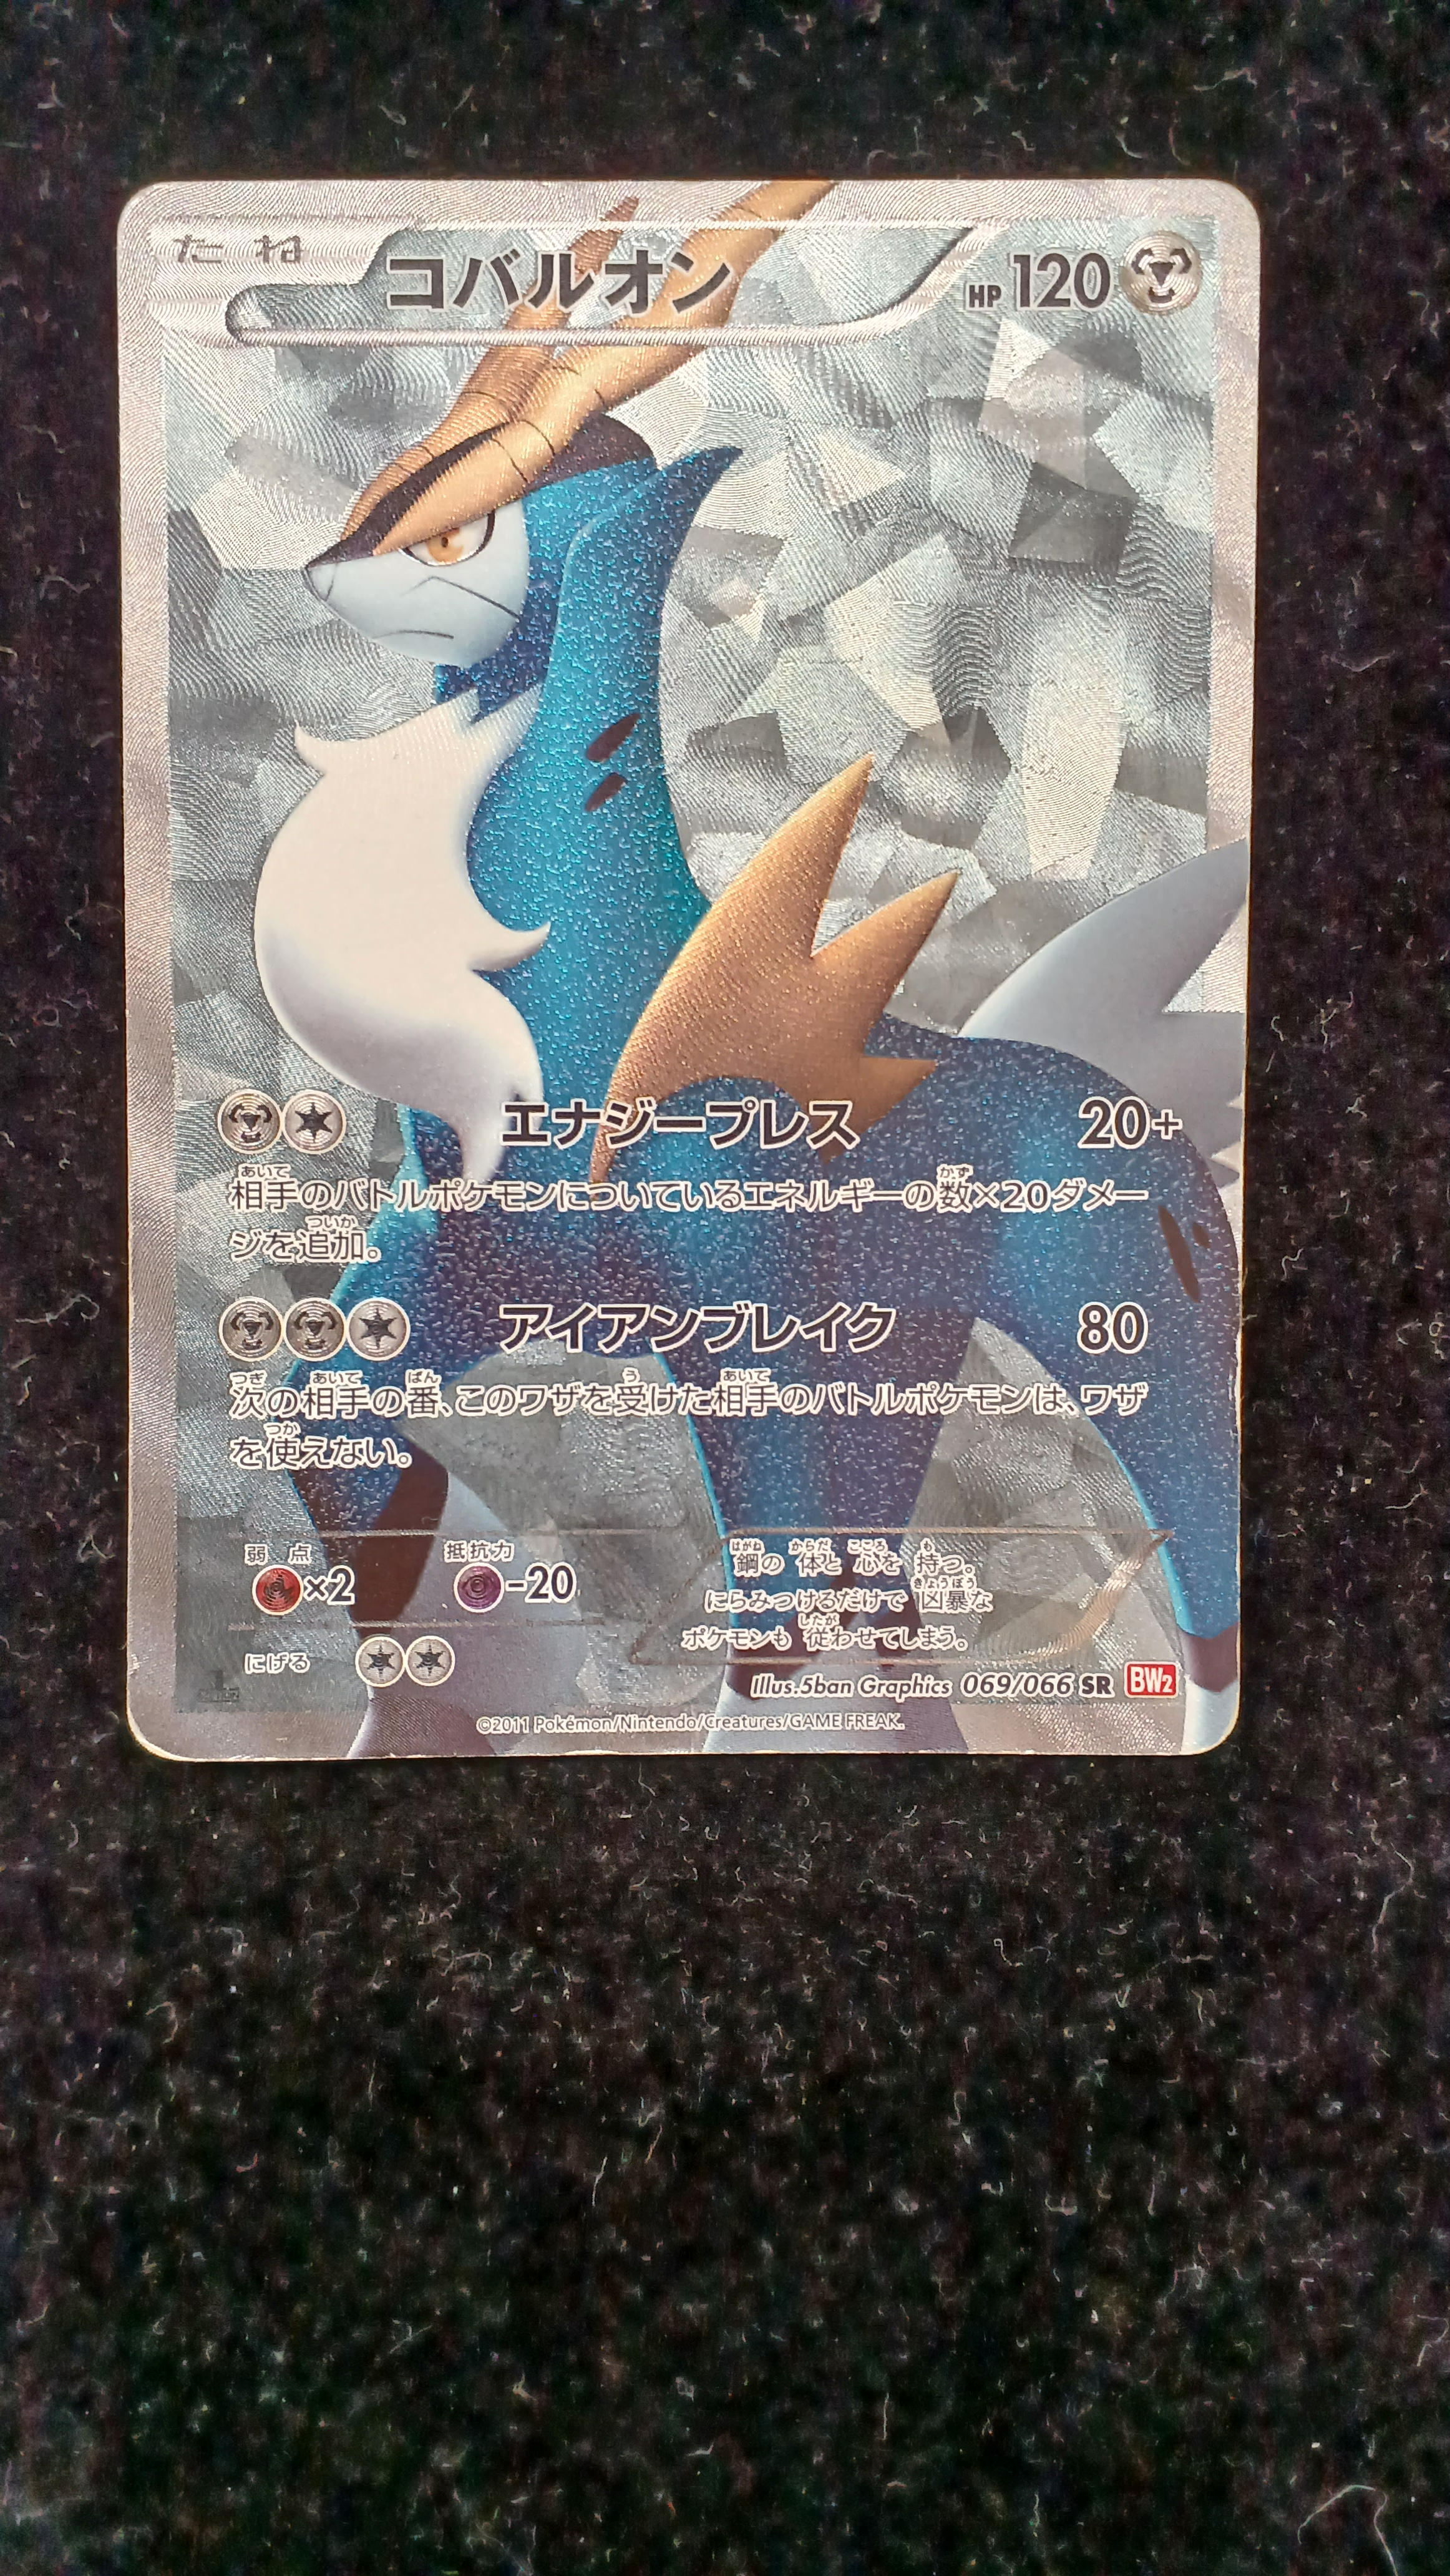 たね
コバルオン HP 120
エナジープレス 20+
相手のバトルポケモンについているエネルギーの数×20ダメー
ジを追加。
アイアンブレイク 80
次の相手の番、このワザを受けた相手のバトルポケモンは、ワザ
を使えない。
弱点 ×2 抵抗力 -20
鋼の 体と 心を 持つ。
にらみつけるだけで 凶暴な
ポケモンも 従わせてしまう。
にげる
Illus.5ban Graphics 069/066 SR BW2
©2011 Pokémon/Nintendo/Creatures/GAME FREAK.